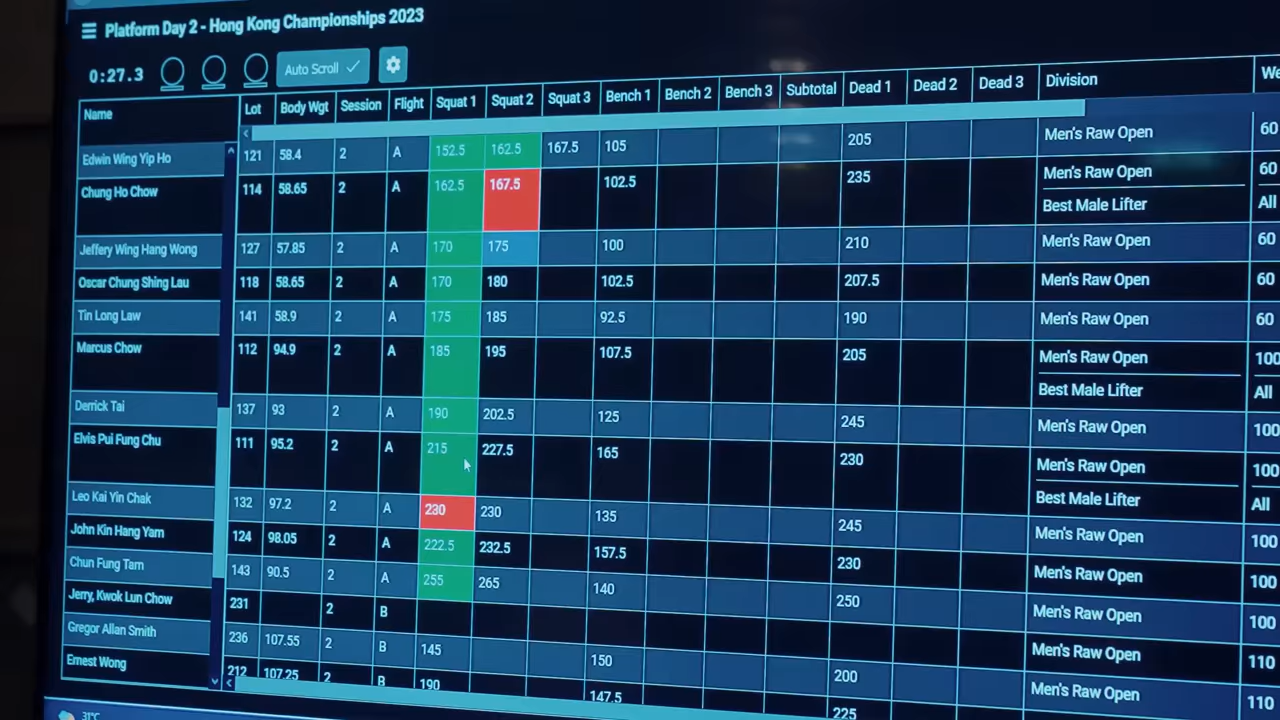 Platform Day 2 - Hong Kong Championships 2023
0:27.3 Auto Scroll
Name Lot Body Wgt Session Flight Squat 1 Squat 2 Squat 3 Bench 1 Bench 2 Bench 3 Subtotal Dead 1 Dead 2 Dead 3 Division We
Edwin Wing Yip Ho 121 58.4 2 A 152.5 162.5 167.5 105 205 Men's Raw Open 60
Chung Ho Chow 114 58.65 2 A 162.5 167.5 102.5 235 Men's Raw Open 60
Best Male Lifter All
Jeffery Wing Hang Wong 127 57.85 2 A 170 175 100 210 Men's Raw Open 60
Oscar Chung Shing Lau 118 58.65 2 A 170 180 102.5 207.5 Men's Raw Open 60
Tin Long Law 141 58.9 2 A 175 185 92.5 190 Men's Raw Open 60
Marcus Chow 112 94.9 2 A 185 195 107.5 205 Men's Raw Open 100
Best Male Lifter All
Derrick Tai 137 93 2 A 190 202.5 125 245 Men's Raw Open 100
Elvis Pui Fung Chu 111 95.2 2 A 215 227.5 165 230 Men's Raw Open 100
Best Male Lifter All
Leo Kai Yin Chak 132 97.2 2 A 230 230 135 245 Men's Raw Open 100
John Kin Hang Yam 124 98.05 2 A 222.5 232.5 157.5 230 Men's Raw Open 100
Chun Fung Tam 143 90.5 2 A 255 265 140 250 Men's Raw Open 100
Jerry, Kwok Lun Chow 231 2 B Men's Raw Open 110
Gregor Allan Smith 236 107.55 2 B 145 150 200 Men's Raw Open 110
Ernest Wong 212 107.25 2 B 190 147.5 225
31°C